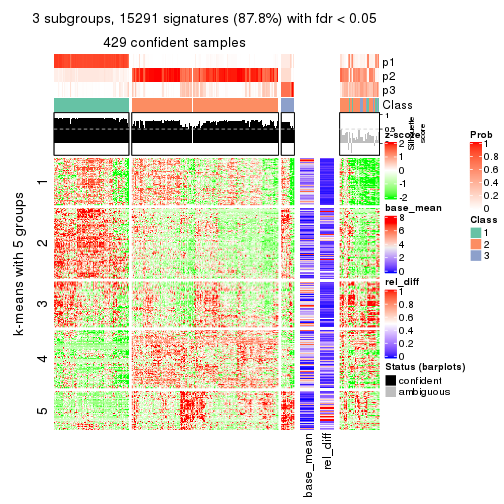 3 subgroups, 15291 signatures (87.8%) with fdr < 0.05
429 confident samples
p1
p2
p3
Class
1
0.5
0
Silhouette
score
k-means with 5 groups
1
2
3
4
5
base_mean
rel_diff
z-score
2
1
0
-1
-2
base_mean
8
6
4
2
0
rel_diff
1
0.8
0.6
0.4
0.2
0
Status (barplots)
confident
ambiguous
Prob
1
0.8
0.6
0.4
0.2
0
Class
1
2
3